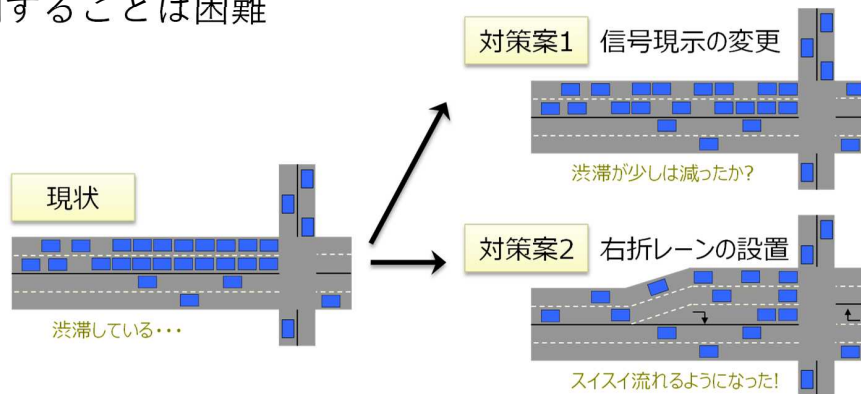 することは困難
対策案1 信号現示の変更
渋滞が少しは減ったか?
現状
渋滞している・・・
対策案2 右折レーンの設置
スイスイ流れるようになった!